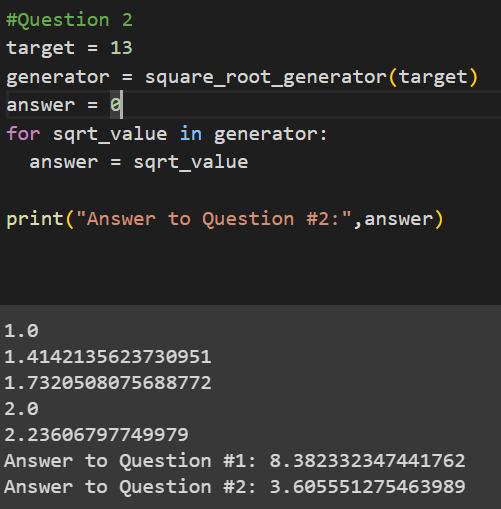 #Question 2
target = 13
generator = square_root_generator(target)
answer = 0
for sqrt_value in generator:
  answer = sqrt_value
print("Answer to Question #2:",answer)
1.0
1.4142135623730951
1.7320508075688772
2.0
2.23606797749979
Answer to Question #1: 8.382332347441762
Answer to Question #2: 3.605551275463989